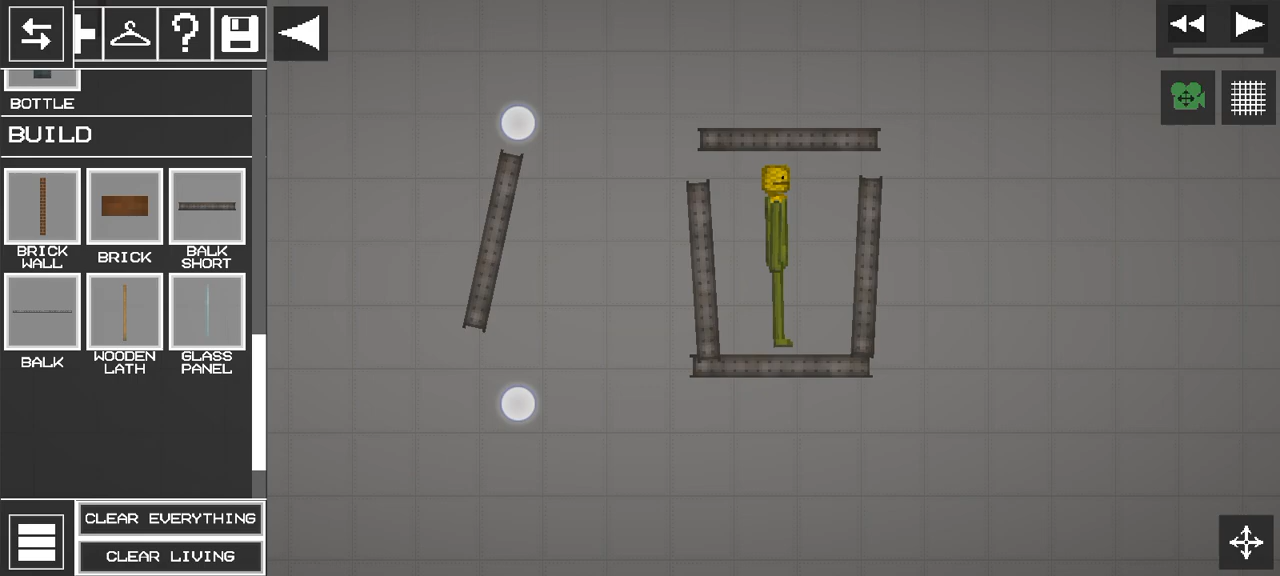 BOTTLE
BUILD
BRICK
WALL
BRICK
BALK
SHORT
BALK
WOODEN
LATH
GLASS
PANEL
CLEAR EVERYTHING
CLEAR LIVING